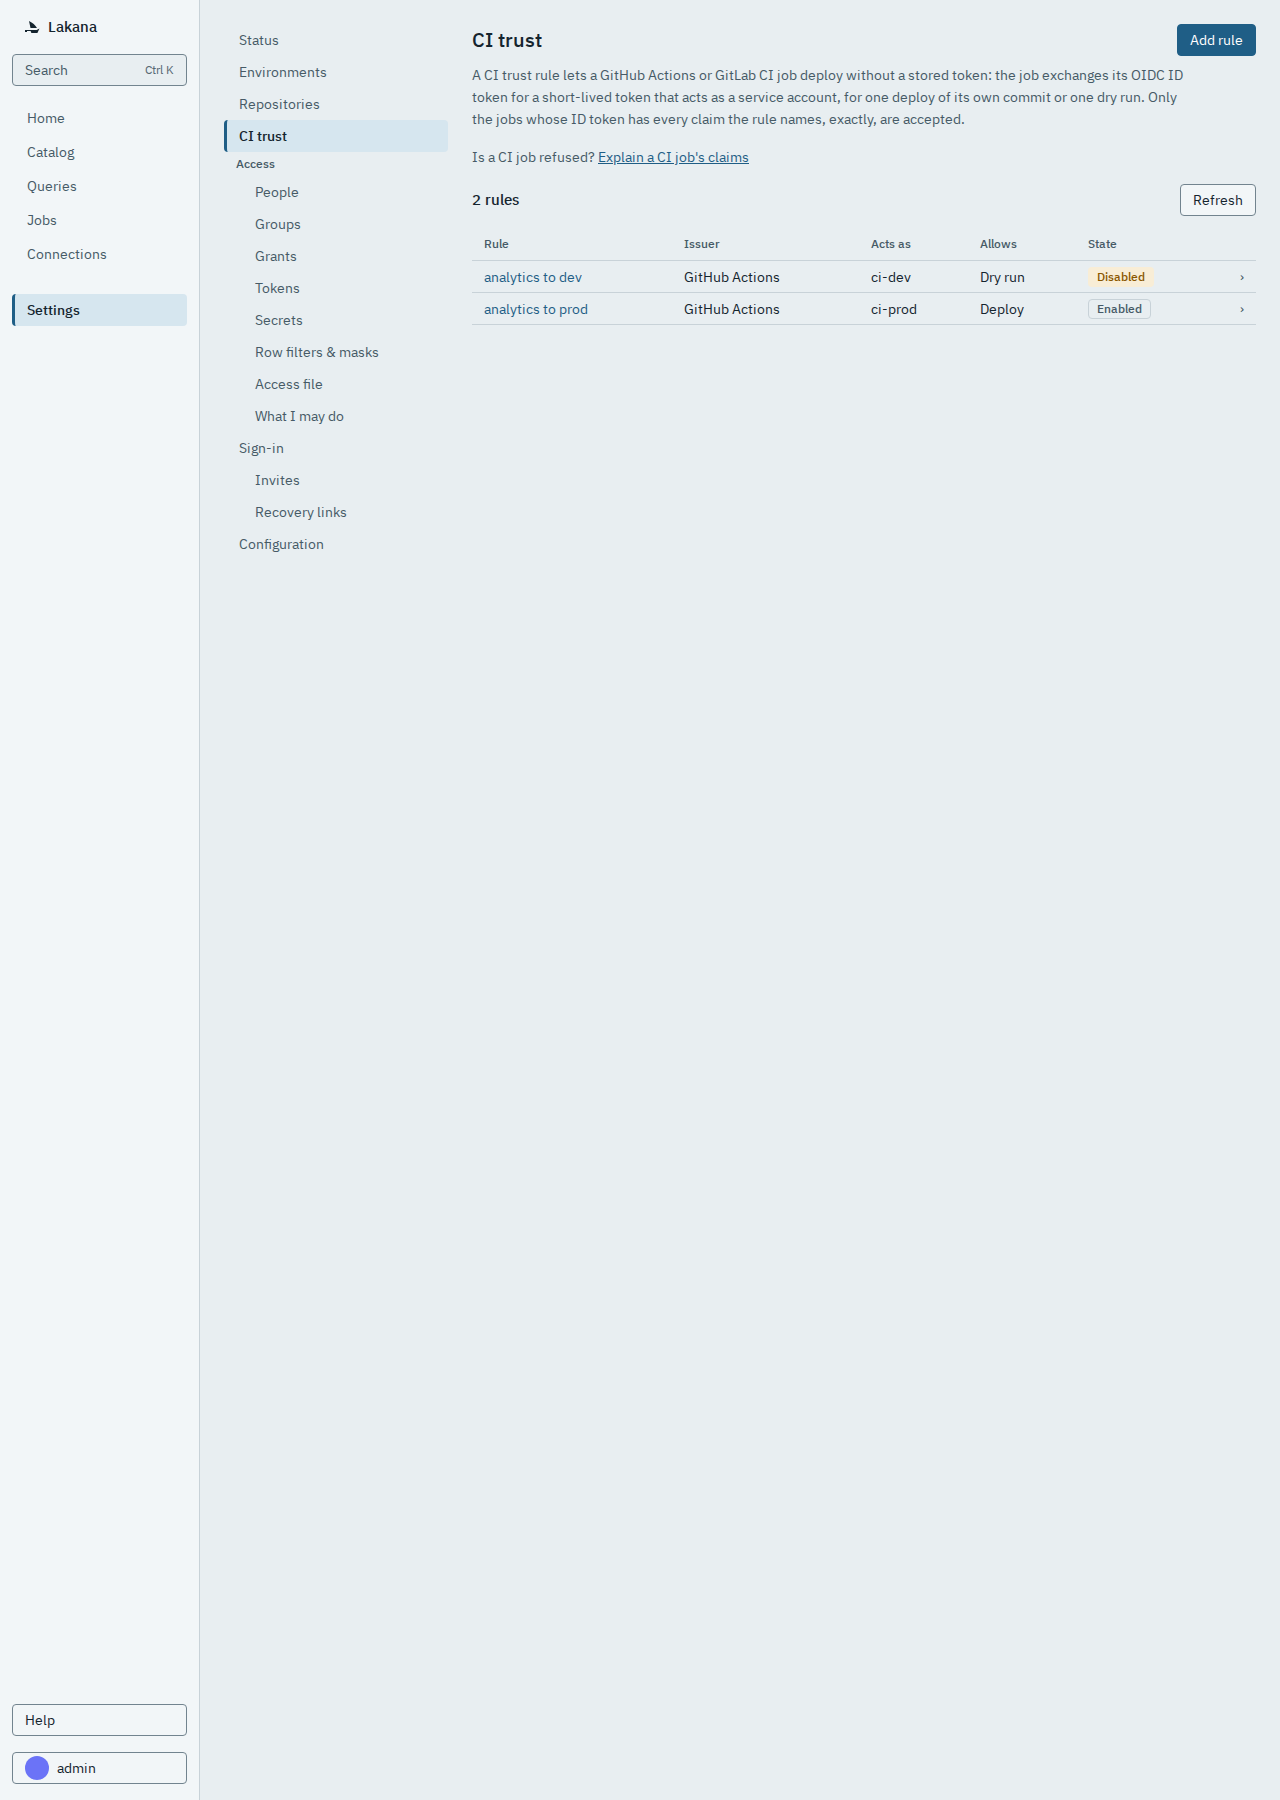 Lakana
Search Ctrl K
Home
Catalog
Queries
Jobs
Connections
Settings
Help
admin
Status
Environments
Repositories
CI trust
Access
People
Groups
Grants
Tokens
Secrets
Row filters & masks
Access file
What I may do
Sign-in
Invites
Recovery links
Configuration
CI trust
Add rule
A CI trust rule lets a GitHub Actions or GitLab CI job deploy without a stored token: the job exchanges its OIDC ID
token for a short-lived token that acts as a service account, for one deploy of its own commit or one dry run. Only
the jobs whose ID token has every claim the rule names, exactly, are accepted.
Is a CI job refused? Explain a CI job's claims
2 rules
Refresh
Rule Issuer Acts as Allows State
analytics to dev GitHub Actions ci-dev Dry run Disabled ›
analytics to prod GitHub Actions ci-prod Deploy Enabled ›